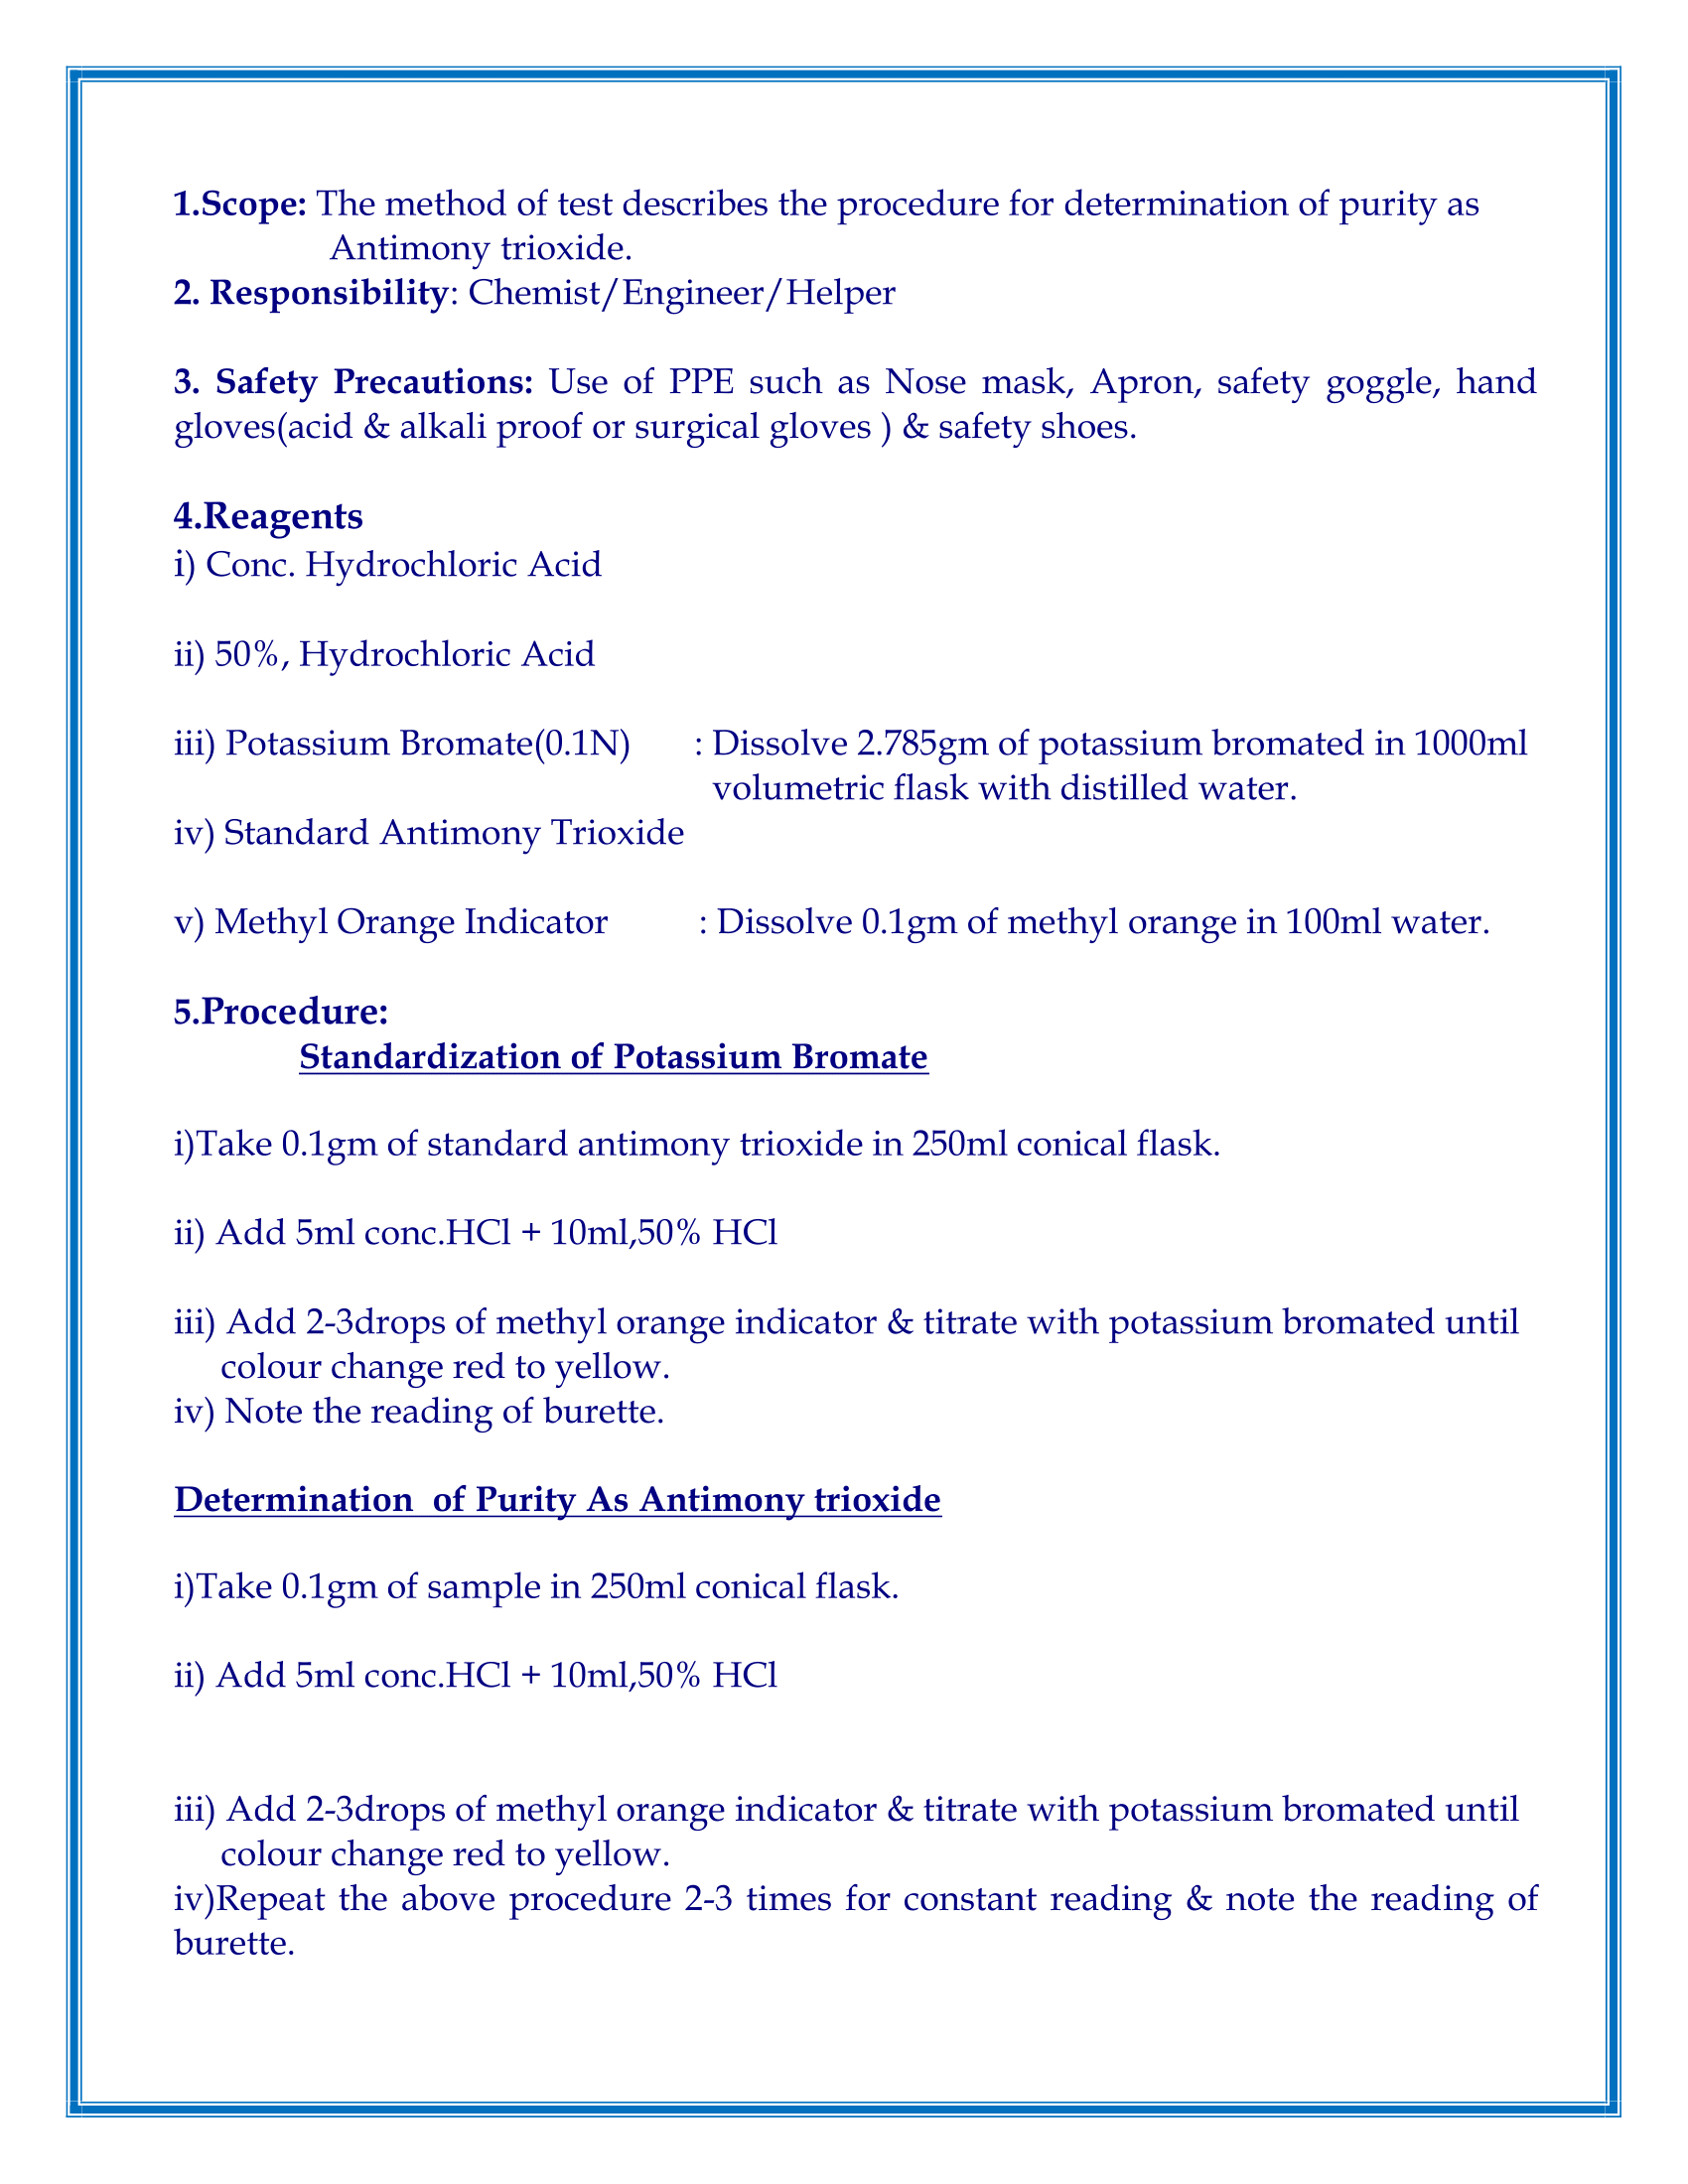 1.Scope: The method of test describes the procedure for determination of purity as
Antimony trioxide.
2. Responsibility: Chemist/Engineer/Helper
3. Safety Precautions: Use of PPE such as Nose mask, Apron, safety goggle, hand
gloves(acid & alkali proof or surgical gloves ) & safety shoes.
4.Reagents
i) Conc. Hydrochloric Acid
ii) 50%, Hydrochloric Acid
iii) Potassium Bromate(0.1N) : Dissolve 2.785gm of potassium bromated in 1000ml
volumetric flask with distilled water.
iv) Standard Antimony Trioxide
v) Methyl Orange Indicator : Dissolve 0.1gm of methyl orange in 100ml water.
5.Procedure:
Standardization of Potassium Bromate
i)Take 0.1gm of standard antimony trioxide in 250ml conical flask.
ii) Add 5ml conc.HCl + 10ml,50% HCl
iii) Add 2-3drops of methyl orange indicator & titrate with potassium bromated until
colour change red to yellow.
iv) Note the reading of burette.
Determination of Purity As Antimony trioxide
i)Take 0.1gm of sample in 250ml conical flask.
ii) Add 5ml conc.HCl + 10ml,50% HCl
iii) Add 2-3drops of methyl orange indicator & titrate with potassium bromated until
colour change red to yellow.
iv)Repeat the above procedure 2-3 times for constant reading & note the reading of
burette.